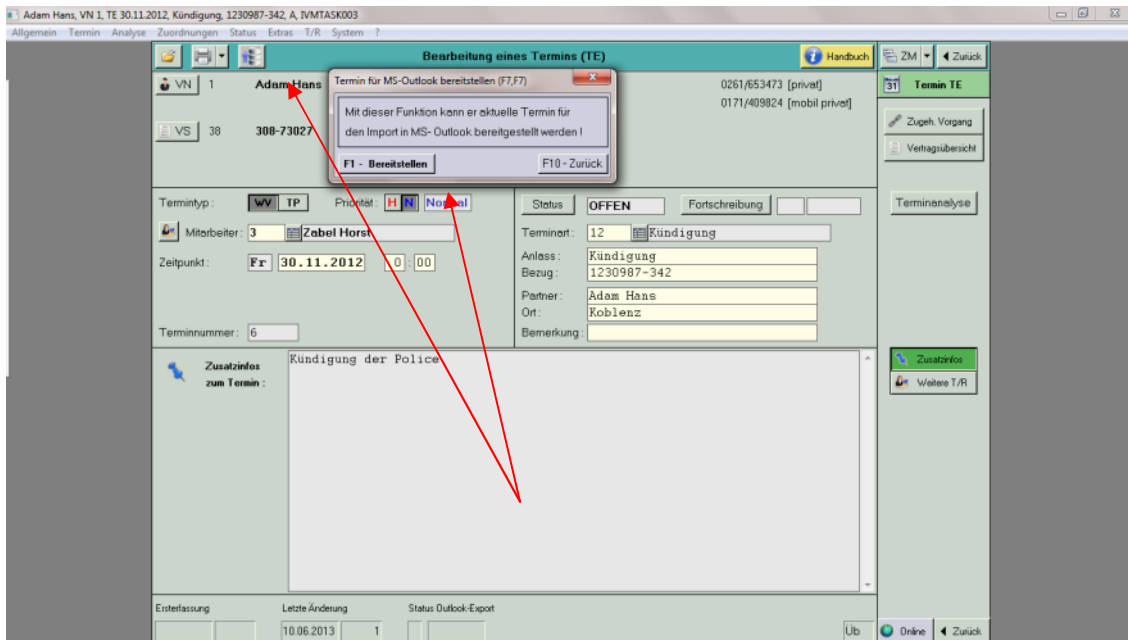 Adam Hans, VN 1, TE 30.11.2012, Kündigung, 1230987-342, A, IVMTASK003
Allgemein Termin Analyse Zuordnungen Status Extras T/R System ?
Bearbeitung eines Termins (TE)
Handbuch
ZM
Zurück
VN 1 Adam Hans
0261/653473 [privat]
0171/409824 [mobil privat]
VS 38 308-73027
Termin für MS-Outlook bereitstellen (F7,F7)
Mit dieser Funktion kann er aktuelle Termin für
den Import in MS- Outlook bereitgestellt werden !
F1 - Bereitstellen
F10 - Zurück
31 Termin TE
Zugeh. Vorgang
Vertragsübersicht
Termintyp : WV TP Priorität : H N Normal
Mitarbeiter : 3 Zabel Horst
Zeitpunkt : Fr 30.11.2012 0 : 00
Terminnummer : 6
Status OFFEN Fortschreibung
Terminart : 12 Kündigung
Anlass : Kündigung
Bezug : 1230987-342
Partner : Adam Hans
Ort : Koblenz
Bemerkung :
Terminanalyse
Zusatzinfos
zum Termin :
Kündigung der Police
Zusatzinfos
Weitere T/R
Ersterfassung
Letzte Änderung
Status Outlook-Export
10.06.2013 1
Üb
Online
Zurück